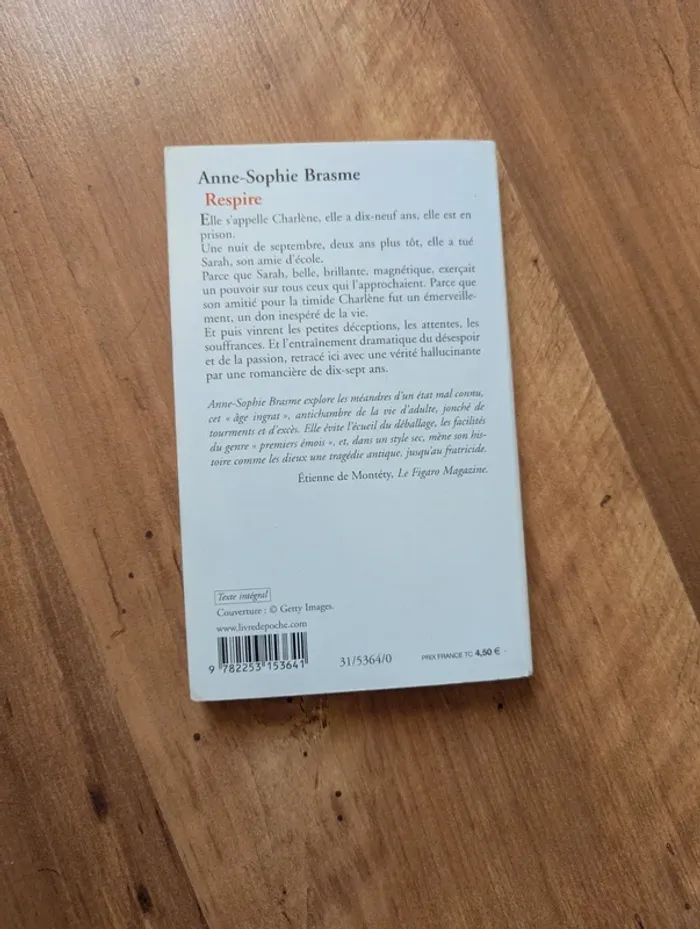 Anne-Sophie Brasme
Respire
Elle s'appelle Charlène, elle a dix-neuf ans, elle est en
prison.
Une nuit de septembre, deux ans plus tôt, elle a tué
Sarah, son amie d'école.
Parce que Sarah, belle, brillante, magnétique, exerçait
un pouvoir sur tous ceux qui l'approchaient. Parce que
son amitié pour la timide Charlène fut un émerveille-
ment, un don inespéré de la vie.
Et puis vinrent les petites déceptions, les attentes, les
souffrances. Et l'entraînement dramatique du désespoir
et de la passion, retracé ici avec une vérité hallucinante
par une romancière de dix-sept ans.
Anne-Sophie Brasme explore les méandres d'un état mal connu,
cet « âge ingrat », antichambre de la vie d'adulte, jonché de
tourments et d'excès. Elle évite l'écueil du déballage, les facilités
du genre « premiers émois », et, dans un style sec, mène son his-
toire comme les dieux une tragédie antique, jusqu'au fratricide.
Étienne de Montéty, Le Figaro Magazine.
Texte intégral
Couverture : © Getty Images.
www.livredepoche.com
9 782253 153641
31/5364/0
PRIX FRANCE TC 4,50 €